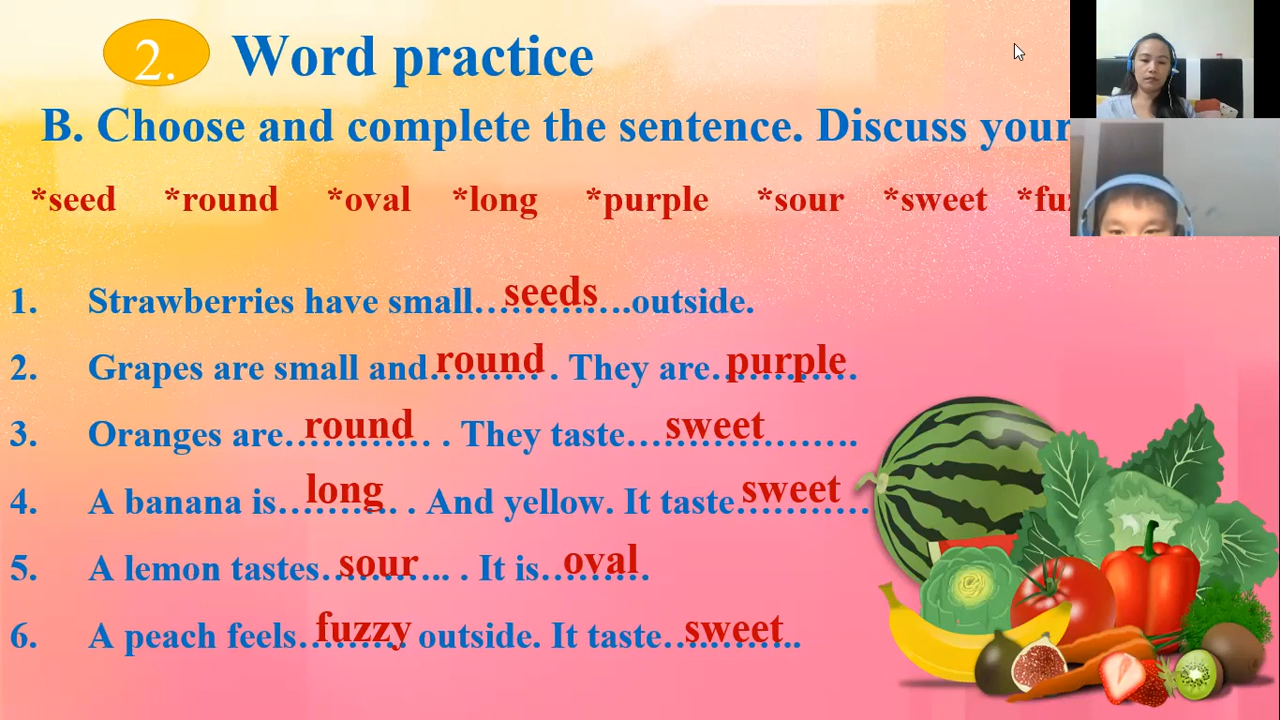 2. Word practice
B. Choose and complete the sentence. Discuss your
*seed *round *oval *long *purple *sour *sweet
1. Strawberries have small…seeds….outside.
2. Grapes are small and…round… . They are…purple….
3. Oranges are…round… . They taste…sweet….
4. A banana is…long… . And yellow. It taste sweet…
5. A lemon tastes…sour….. . It is…oval….
6. A peach feels…fuzzy… outside. It taste…sweet…..